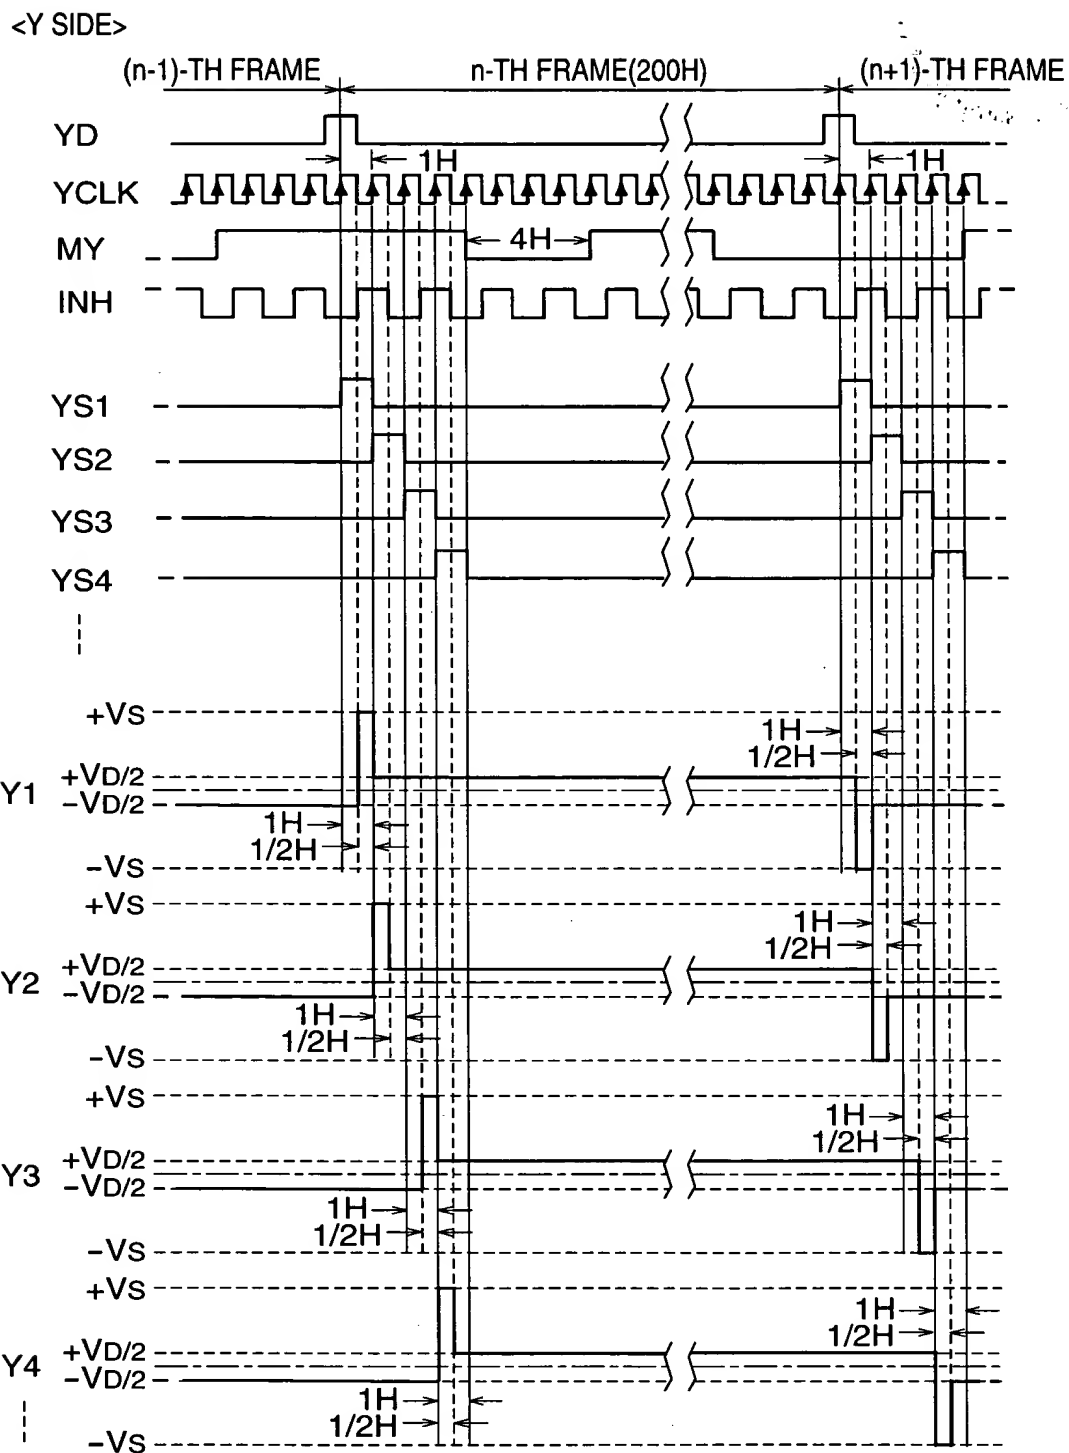 <Y SIDE>
(n-1)-TH FRAME n-TH FRAME(200H) (n+1)-TH FRAME
YD
1H 1H
YCLK
MY 4H
INH
YS1
YS2
YS3
YS4
+VS
1H
1/2H
+VD/2
Y1
-VD/2
1H
1/2H
-VS
+VS
1H
1/2H
+VD/2
Y2
-VD/2
1H
1/2H
-VS
+VS
1H
1/2H
+VD/2
Y3
-VD/2
1H
1/2H
-VS
+VS
1H
1/2H
+VD/2
Y4
-VD/2
1H
1/2H
-VS